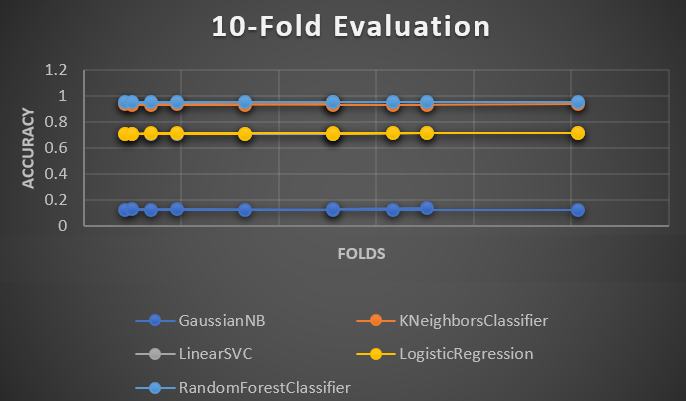 10-Fold Evaluation
1.2
1
0.8
0.6
0.4
0.2
0
ACCURACY
FOLDS
GaussianNB
KNeighborsClassifier
LinearSVC
LogisticRegression
RandomForestClassifier